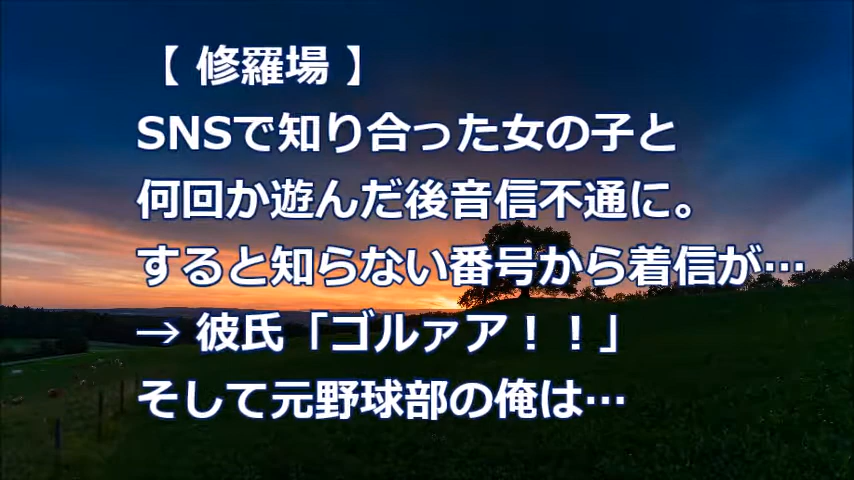 【 修羅場 】
SNSで知り合った女の子と
何回か遊んだ後音信不通に。
すると知らない番号から着信が…
→ 彼氏「ゴルァア！！」
そして元野球部の俺は…